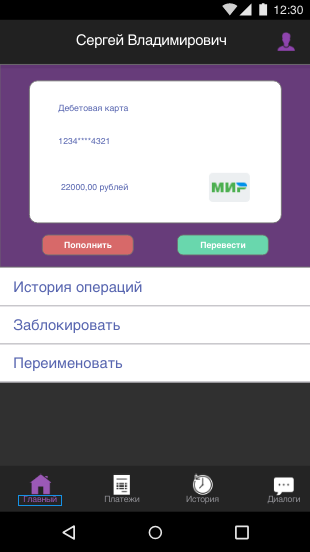 12:30
Сергей Владимирович
Дебетовая карта
1234****4321
22000,00 рублей
МИР
Пополнить
Перевести
История операций
Заблокировать
Переименовать
Главный
Платежи
История
Диалоги